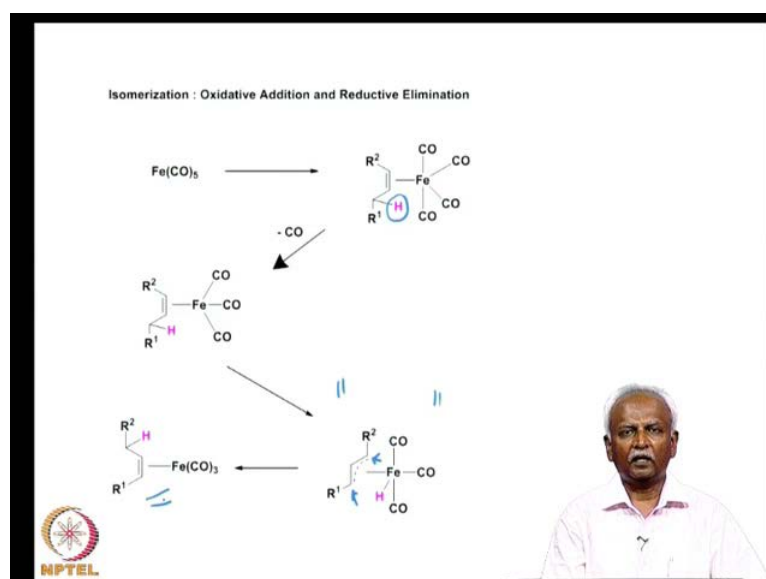 Isomerization : Oxidative Addition and Reductive Elimination
Fe(CO)₅
R² Fe CO CO CO CO H R¹
- CO
R² Fe CO CO CO H R¹
R² H Fe(CO)₃ R¹
R² CO Fe CO H CO R¹
NPTEL